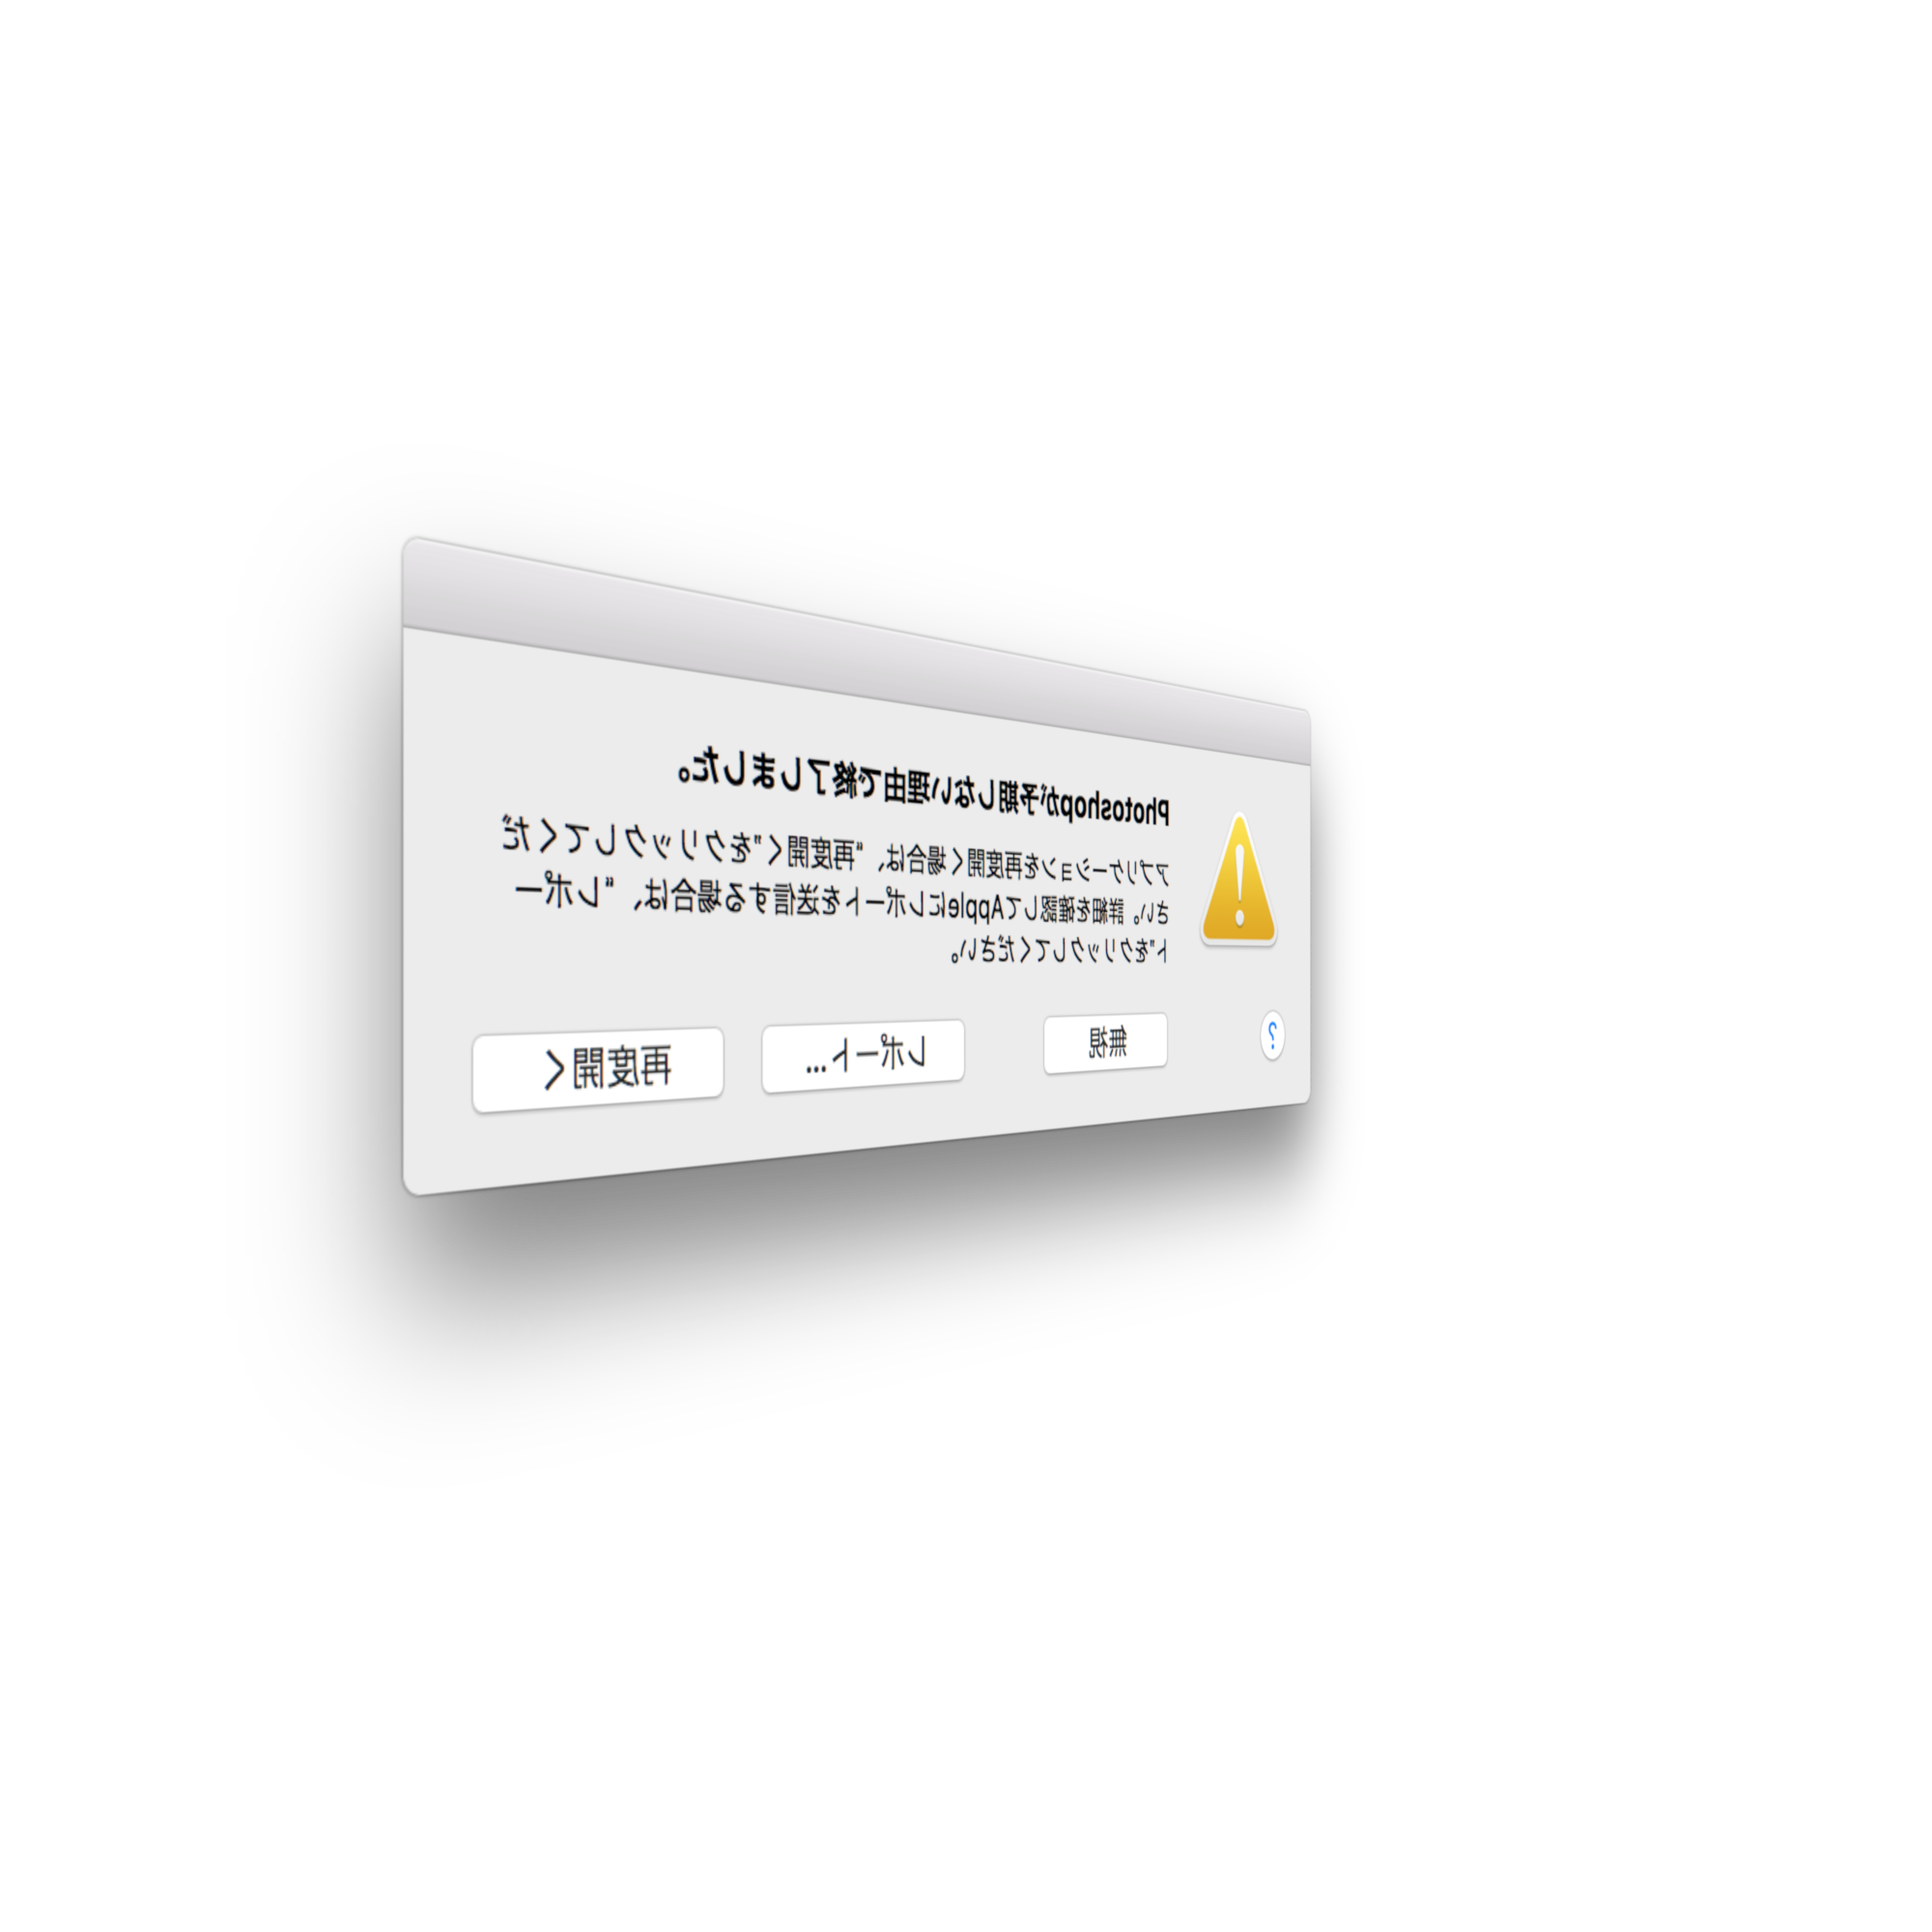 Photoshopが予期しない理由で終了しました。
アプリケーションを再度開く場合は、“再度開く”をクリックしてくだ
さい。詳細を確認してAppleにレポートを送信する場合は、“レポー
ト”をクリックしてください。
?
無視
レポート...
再度開く